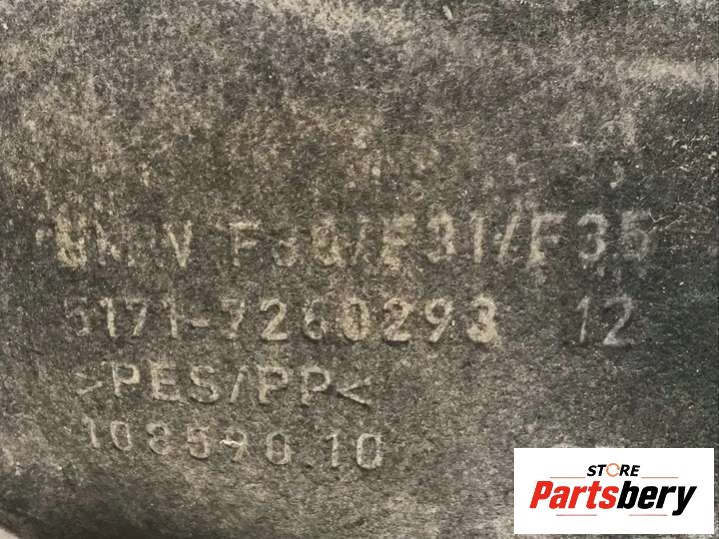 BMW F30/F31/F35
5171-7260293 12
>PES/PP<
108590.10
STORE
Partsbery